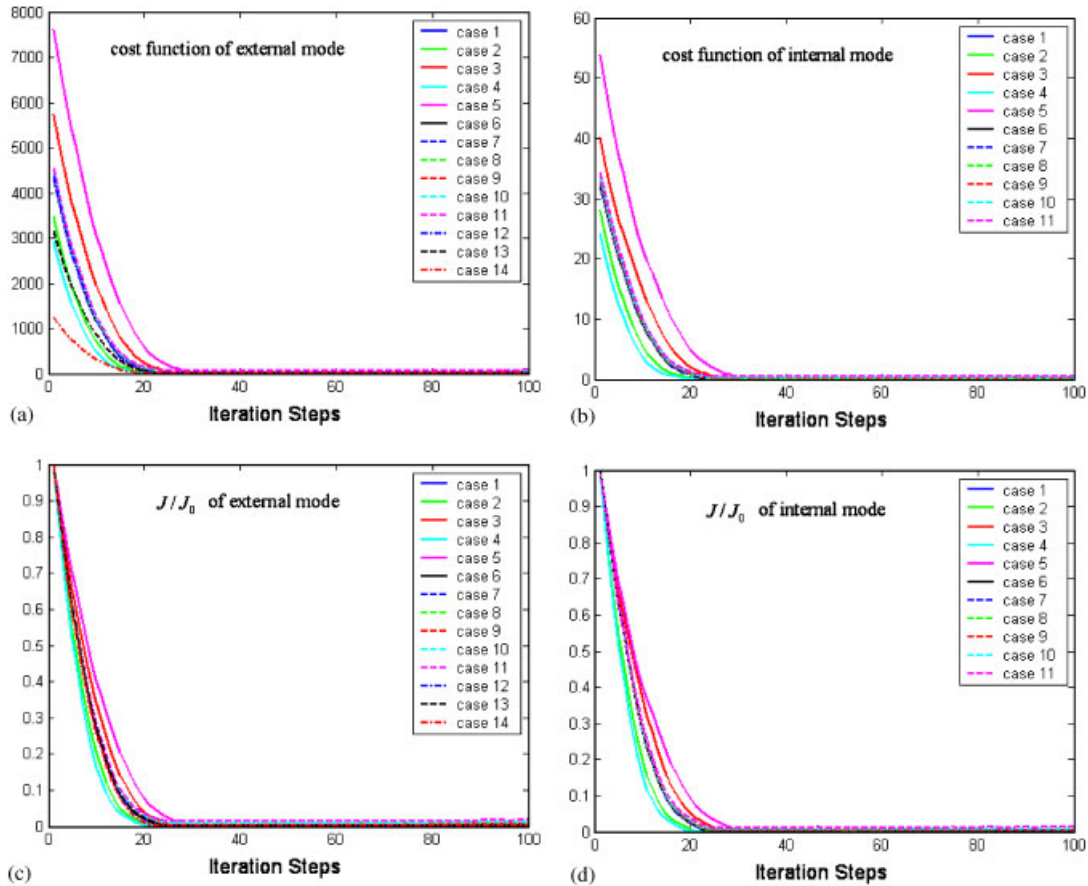 8000
7000
6000
5000
4000
3000
2000
1000
0
cost function of external mode
case 1
case 2
case 3
case 4
case 5
case 6
case 7
case 8
case 9
case 10
case 11
case 12
case 13
case 14
0 20 40 60 80 100
(a)
Iteration Steps
60
50
40
30
20
10
0
cost function of internal mode
case 1
case 2
case 3
case 4
case 5
case 6
case 7
case 8
case 9
case 10
case 11
0 20 40 60 80 100
(b)
Iteration Steps
1
0.9
0.8
0.7
0.6
0.5
0.4
0.3
0.2
0.1
0
J/J₀ of external mode
case 1
case 2
case 3
case 4
case 5
case 6
case 7
case 8
case 9
case 10
case 11
case 12
case 13
case 14
0 20 40 60 80 100
(c)
Iteration Steps
1
0.9
0.8
0.7
0.6
0.5
0.4
0.3
0.2
0.1
0
J/J₀ of internal mode
case 1
case 2
case 3
case 4
case 5
case 6
case 7
case 8
case 9
case 10
case 11
0 20 40 60 80 100
(d)
Iteration Steps